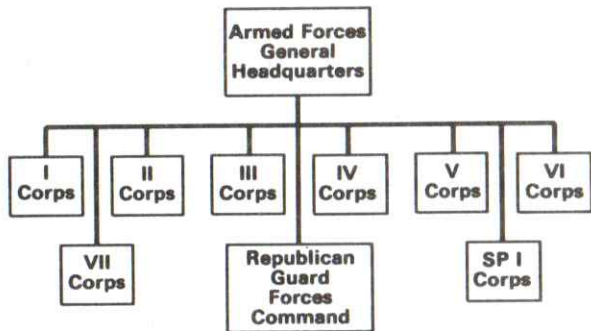 Armed Forces
General
Headquarters
I
Corps
II
Corps
III
Corps
IV
Corps
V
Corps
VI
Corps
VII
Corps
Republican
Guard
Forces
Command
SP I
Corps